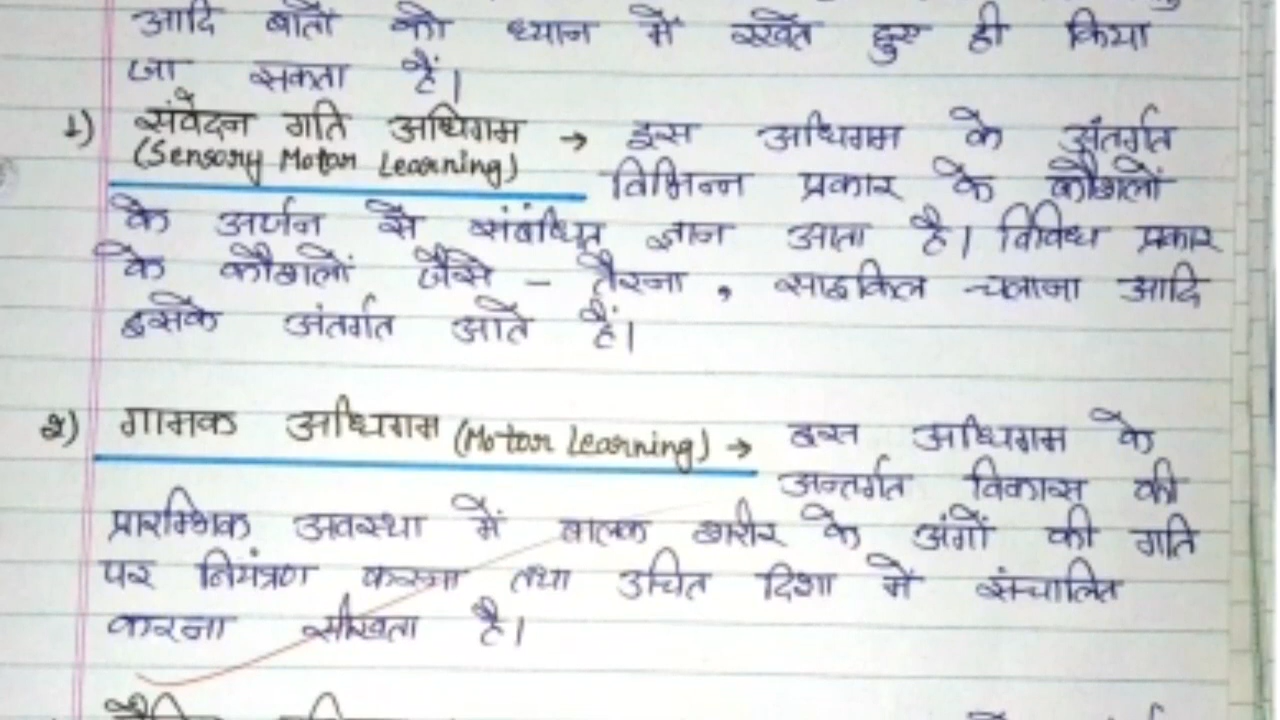 आदि बातों को ध्यान में रखते हुए ही किया
जा सकता है।
1) संवेदन गति अधिगम → इस अधिगम के अंतर्गत
(Sensory Motor Learning) विभिन्न प्रकार के कौशलों
के अर्जन से संबंधित ज्ञान आता है। विविध प्रकार
के कौशलों जैसे - तैरना, साइकिल चलाना आदि
इसके अंतर्गत आते हैं।
2) गामक अधिगम (Motor Learning) → इस अधिगम के
अन्तर्गत विकास की
प्रारम्भिक अवस्था में बालक शरीर के अंगों की गति
पर नियंत्रण करना तथा उचित दिशा में संचालित
करना सीखता है।